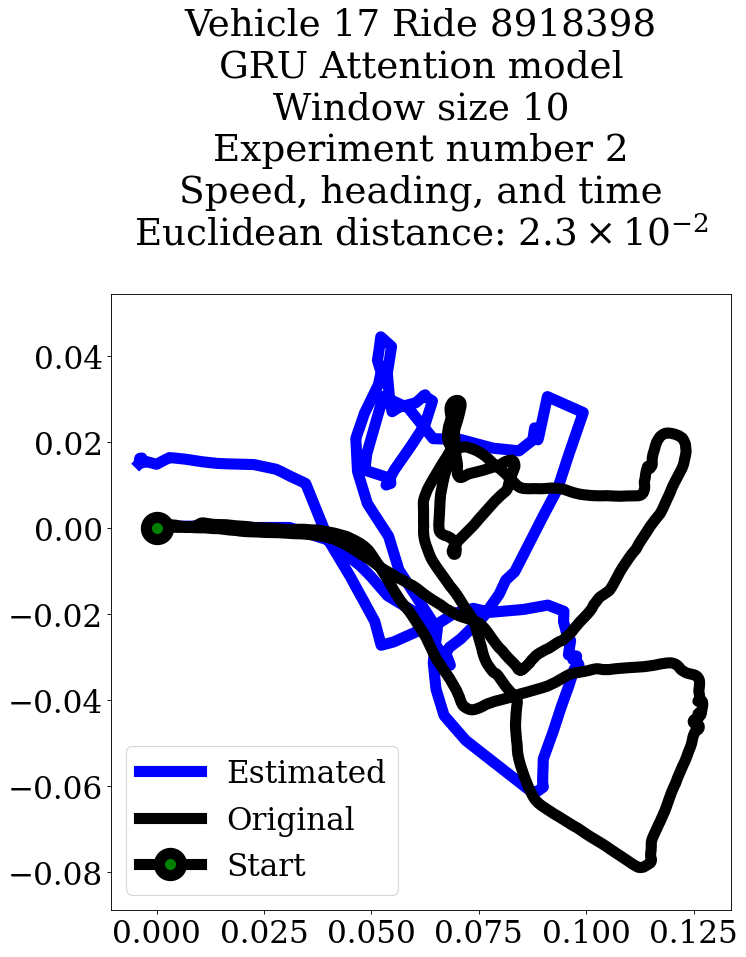 Vehicle 17 Ride 8918398
GRU Attention model
Window size 10
Experiment number 2
Speed, heading, and time
Euclidean distance: 2.3 × 10⁻²
0.04
0.02
0.00
−0.02
−0.04
−0.06
−0.08
Estimated
Original
Start
0.000 0.025 0.050 0.075 0.100 0.125